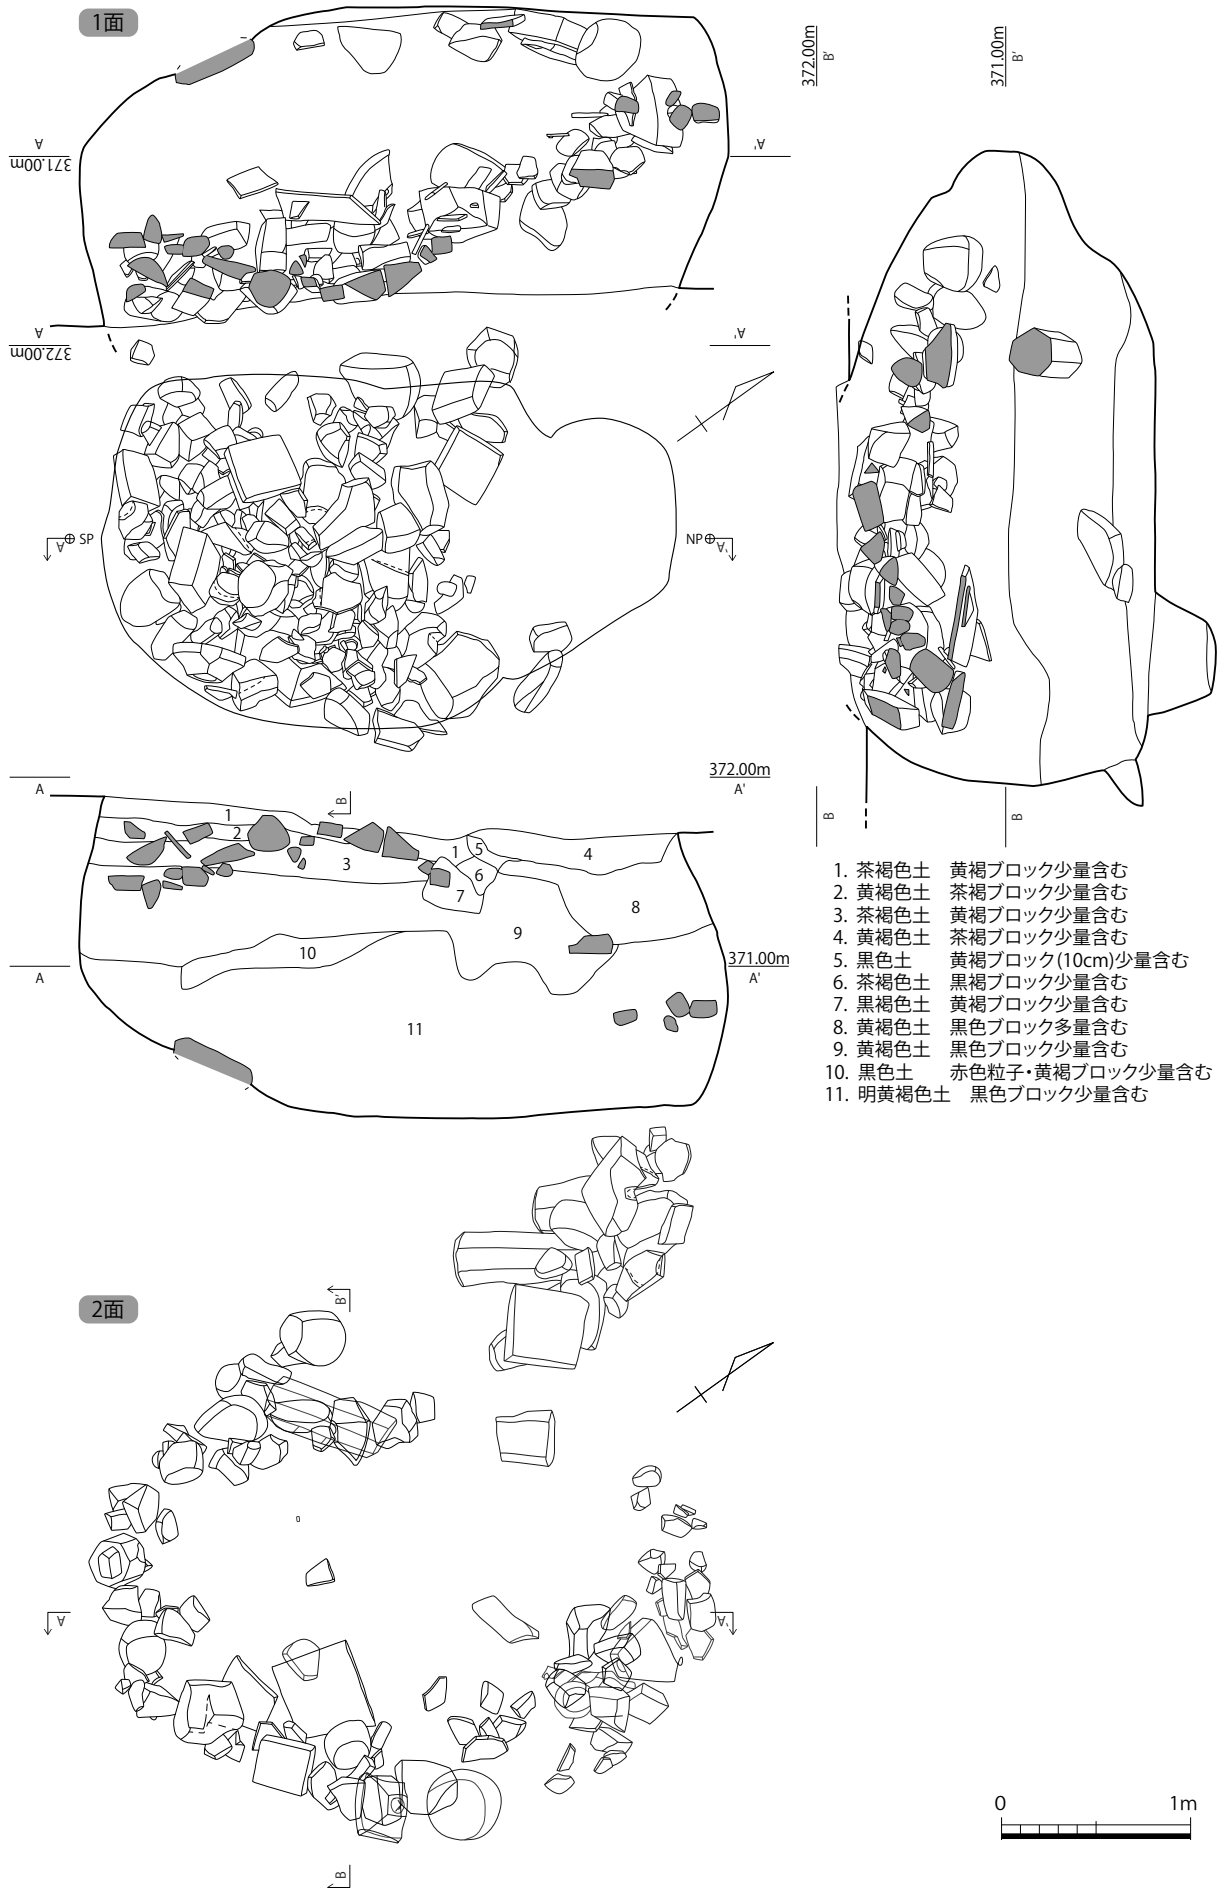 1面
372.00m
B'
371.00m
B'
A
371.00m
A'
A
372.00m
A'
A
SP
NP
A'
372.00m
A
A'
B
1
2
3
1
5
4
6
7
8
9
10
371.00m
A
A'
11
B
B
1. 茶褐色土 黄褐ブロック少量含む
2. 黄褐色土 茶褐ブロック少量含む
3. 茶褐色土 黄褐ブロック少量含む
4. 黄褐色土 茶褐ブロック少量含む
5. 黒色土 黄褐ブロック(10cm)少量含む
6. 茶褐色土 黒褐ブロック少量含む
7. 黒褐色土 黄褐ブロック少量含む
8. 黄褐色土 黒色ブロック多量含む
9. 黄褐色土 黒色ブロック少量含む
10. 黒色土 赤色粒子・黄褐ブロック少量含む
11. 明黄褐色土 黒色ブロック少量含む
2面
B'
A
A'
B
0 1m